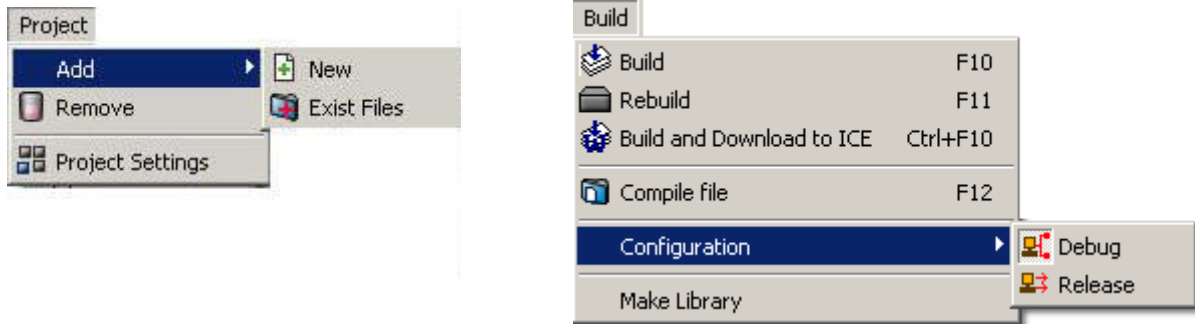 Project
Add
New
Remove
Exist Files
Project Settings
Build
Build F10
Rebuild F11
Build and Download to ICE Ctrl+F10
Compile file F12
Configuration
Debug
Release
Make Library